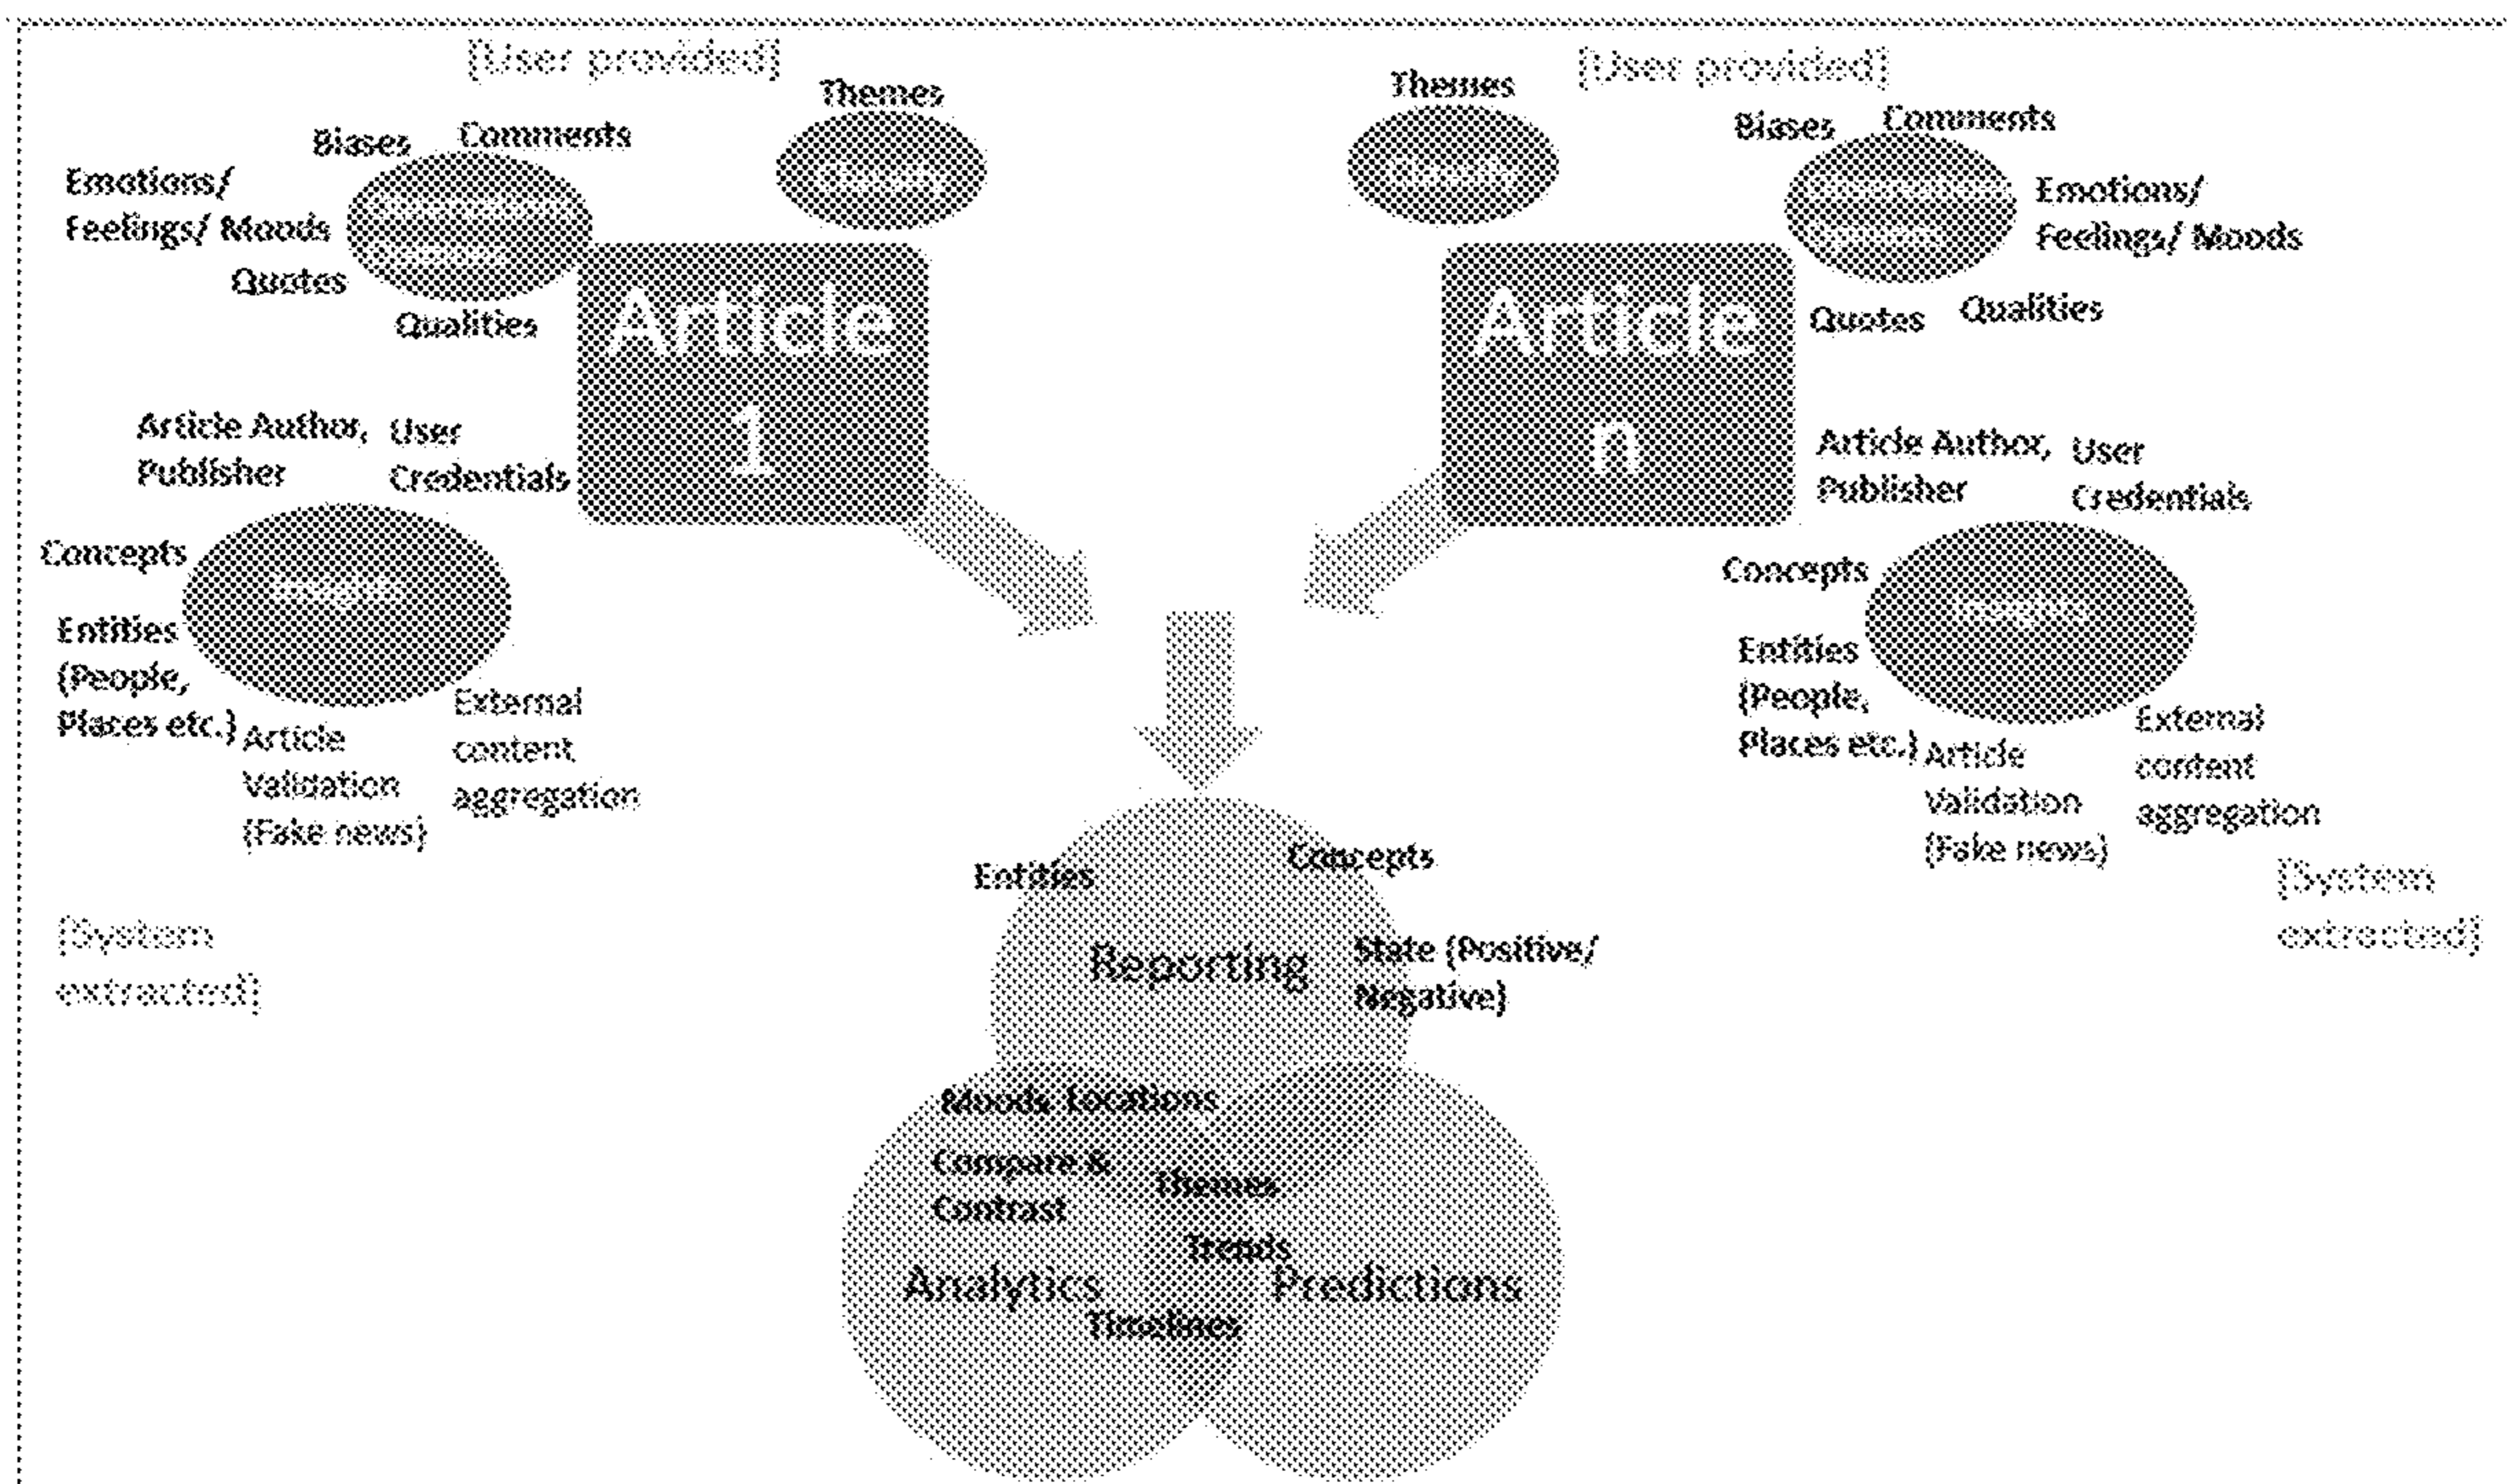 [User provided]
Themes
Biases
Comments
Emotions/
Feelings/ Moods
Quotes
Qualities
Article
1
Article Author,
Publisher
User
Credentials
Concepts
Insights
Entities
(People,
Places etc.)
Article
Validation
(Fake news)
External
content
aggregation
[System
extracted]
[User provided]
Themes
Biases
Comments
Emotions/
Feelings/ Moods
Quotes
Qualities
Article
n
Article Author,
Publisher
User
Credentials
Concepts
Insights
Entities
(People,
Places etc.)
Article
Validation
(Fake news)
External
content
aggregation
[System
extracted]
Entities
Concepts
Reporting
State (Positive/
Negative)
Moods Locations
Compare &
Contrast
Themes
Trends
Analytics
Predictions
Timelines